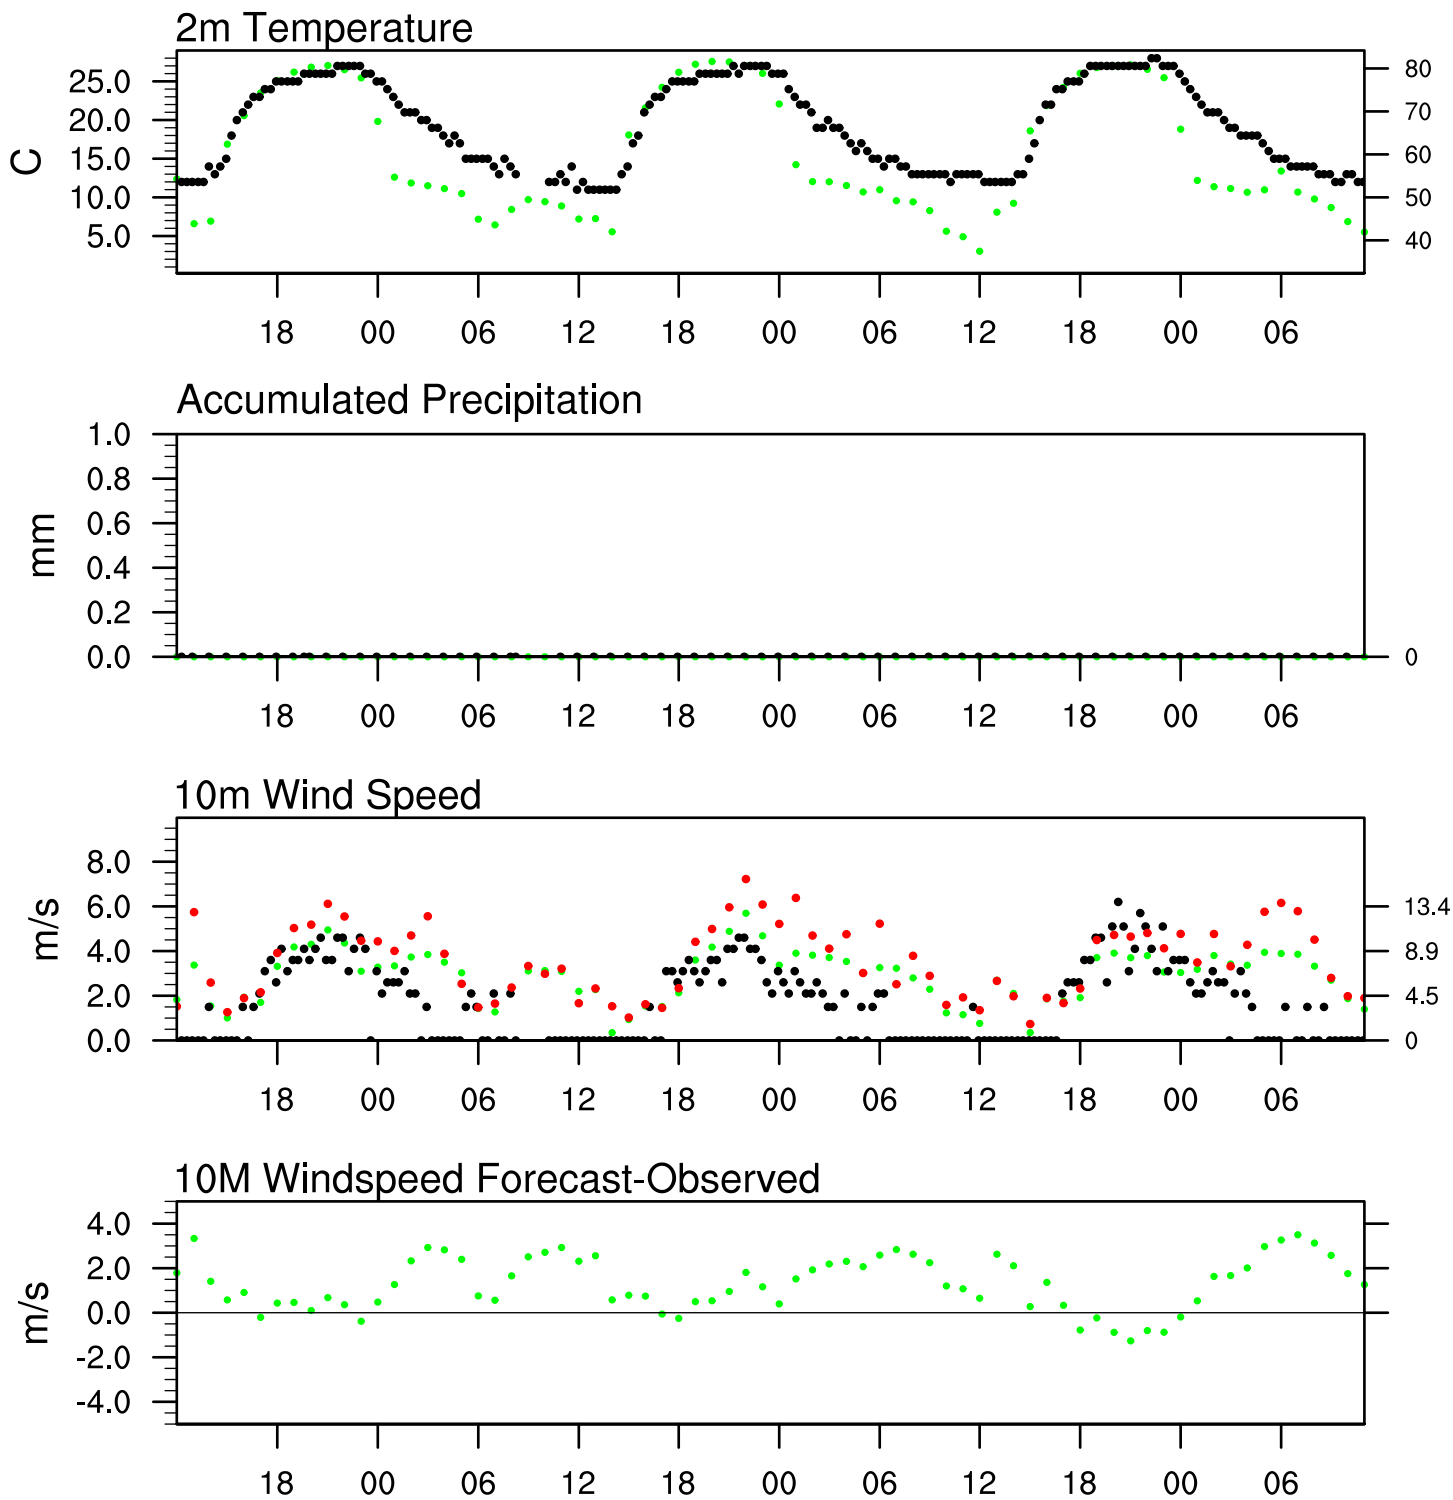 2m Temperature
25.0
20.0
15.0
10.0
5.0
C
80
70
60
50
40
18 00 06 12 18 00 06 12 18 00 06
Accumulated Precipitation
1.0
0.8
0.6
0.4
0.2
0.0
mm
0
18 00 06 12 18 00 06 12 18 00 06
10m Wind Speed
8.0
6.0
4.0
2.0
0.0
m/s
13.4
8.9
4.5
0
18 00 06 12 18 00 06 12 18 00 06
10M Windspeed Forecast-Observed
4.0
2.0
0.0
-2.0
-4.0
m/s
18 00 06 12 18 00 06 12 18 00 06